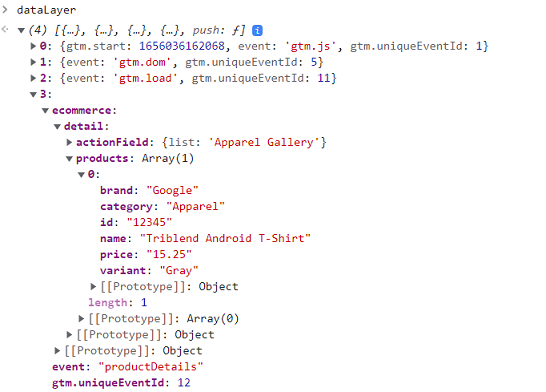 > dataLayer
(4) [{…}, {…}, {…}, {…}, push: ƒ] i
0: {gtm.start: 1656036162068, event: 'gtm.js', gtm.uniqueEventId: 1}
1: {event: 'gtm.dom', gtm.uniqueEventId: 5}
2: {event: 'gtm.load', gtm.uniqueEventId: 11}
3:
ecommerce:
detail:
actionField: {list: 'Apparel Gallery'}
products: Array(1)
0:
brand: "Google"
category: "Apparel"
id: "12345"
name: "Triblend Android T-Shirt"
price: "15.25"
variant: "Gray"
[[Prototype]]: Object
length: 1
[[Prototype]]: Array(0)
[[Prototype]]: Object
[[Prototype]]: Object
event: "productDetails"
gtm.uniqueEventId: 12